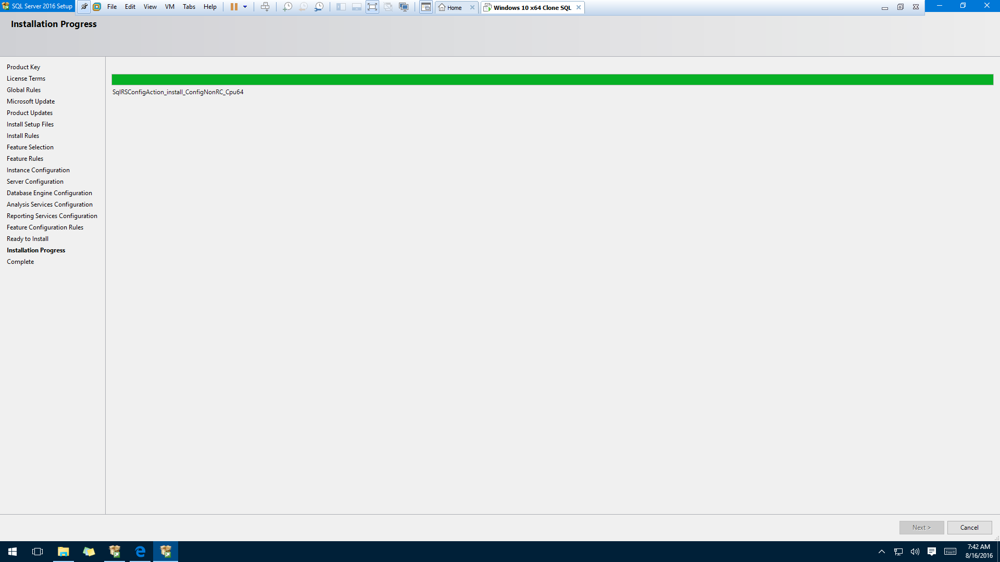 SQL Server 2016 Setup
File Edit View VM Tabs Help
Home
Windows 10 x64 Clone SQL
Installation Progress
Product Key
License Terms
Global Rules
Microsoft Update
Product Updates
Install Setup Files
Install Rules
Feature Selection
Feature Rules
Instance Configuration
Server Configuration
Database Engine Configuration
Analysis Services Configuration
Reporting Services Configuration
Feature Configuration Rules
Ready to Install
Installation Progress
Complete
SqlRSConfigAction_install_ConfigNonRC_Cpu64
Next >
Cancel
7:42 AM
8/16/2016